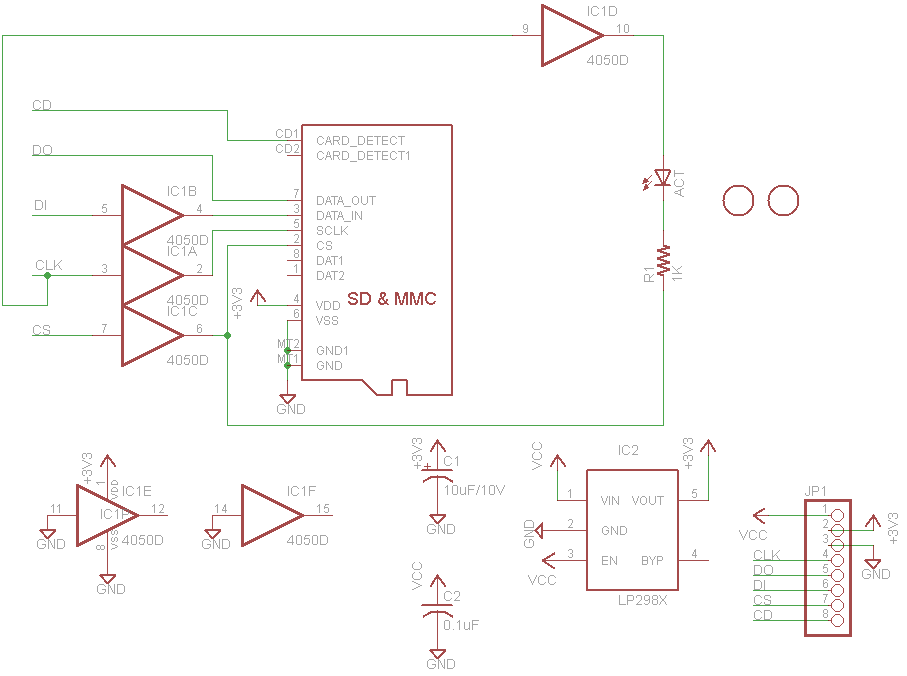 IC1D
9
10
4050D
CD
CD1
CARD_DETECT
CD2
CARD_DETECT1
DO
ACT
IC1B
7
DATA_OUT
DI
5
4
3
DATA_IN
4050D
5
SCLK
IC1A
2
CS
8
DAT1
CLK
3
2
1
DAT2
R1
1K
4050D
+3V3
4
VDD
SD & MMC
IC1C
6
VSS
CS
7
6
MT2
GND1
4050D
MT1
GND
GND
+3V3
VDD
1
IC1E
11
IC1P
12
4050D
GND
VSS
8
GND
IC1F
14
15
4050D
GND
+3V3
+
C1
10uF/10V
GND
VCC
C2
0.1uF
GND
VCC
IC2
+3V3
1
VIN
VOUT
5
GND
2
GND
3
EN
BYP
4
VCC
LP298X
JP1
1
VCC
2
+3V3
3
GND
CLK
4
DO
5
DI
6
CS
7
CD
8